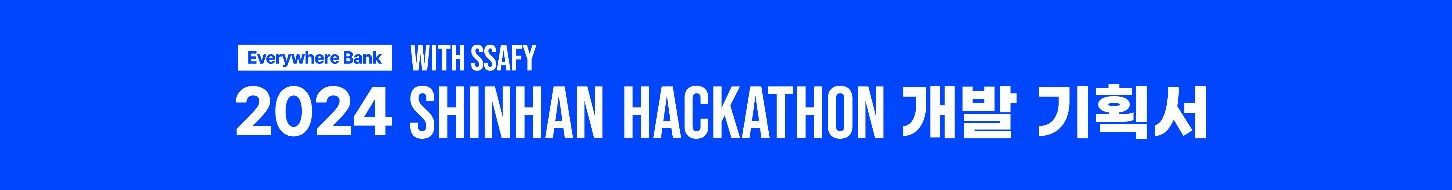 Everywhere Bank WITH SSAFY
2024 SHINHAN HACKATHON 개발 기획서